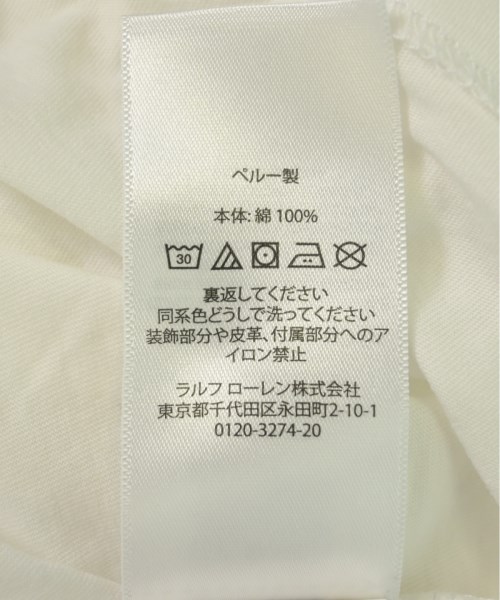 ペルー製
本体: 綿 100%
30
裏返してください
同系色どうしで洗ってください
装飾部分や皮革、付属部分へのア
イロン禁止
ラルフ ローレン株式会社
東京都千代田区永田町2-10-1
0120-3274-20